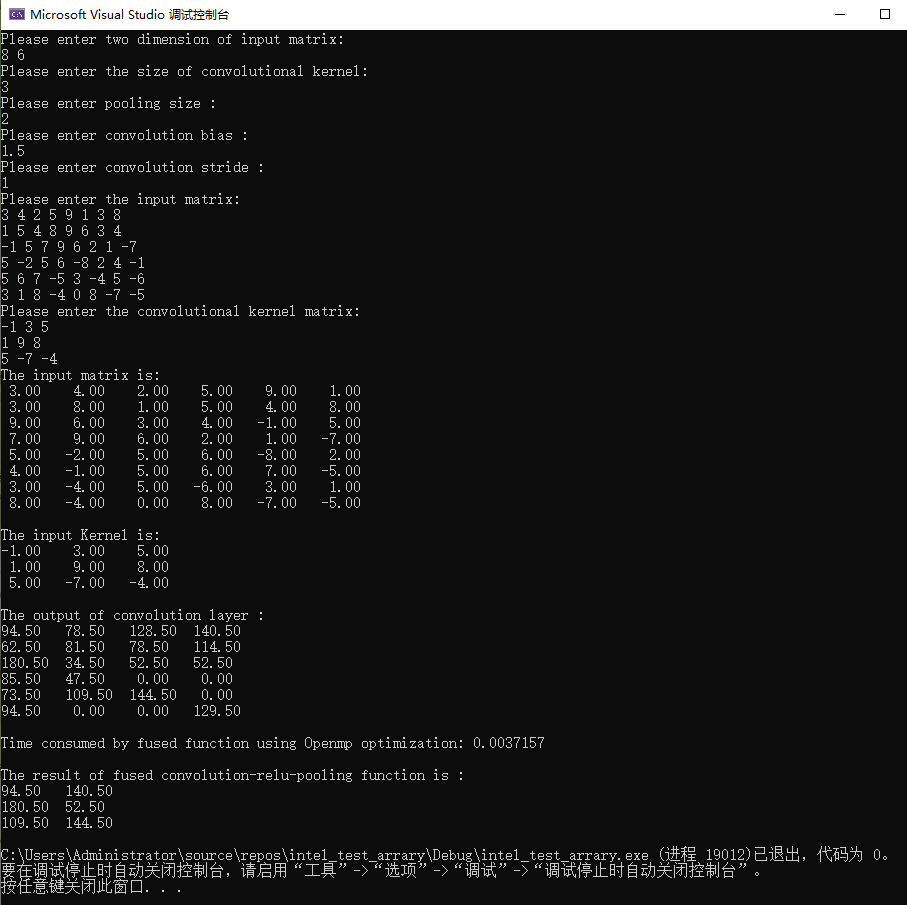 Microsoft Visual Studio 调试控制台
Please enter two dimension of input matrix:
8 6
Please enter the size of convolutional kernel:
3
Please enter pooling size :
2
Please enter convolution bias :
1.5
Please enter convolution stride :
1
Please enter the input matrix:
3 4 2 5 9 1 3 8
1 5 4 8 9 6 3 4
-1 5 7 9 6 2 1 -7
5 -2 5 6 -8 2 4 -1
5 6 7 -5 3 -4 5 -6
3 1 8 -4 0 8 -7 -5
Please enter the convolutional kernel matrix:
-1 3 5
1 9 8
5 -7 -4
The input matrix is:
3.00 4.00 2.00 5.00 9.00 1.00
3.00 8.00 1.00 5.00 4.00 8.00
9.00 6.00 3.00 4.00 -1.00 5.00
7.00 9.00 6.00 2.00 1.00 -7.00
5.00 -2.00 5.00 6.00 -8.00 2.00
4.00 -1.00 5.00 6.00 7.00 -5.00
3.00 -4.00 5.00 -6.00 3.00 1.00
8.00 -4.00 0.00 8.00 -7.00 -5.00
The input Kernel is:
-1.00 3.00 5.00
1.00 9.00 8.00
5.00 -7.00 -4.00
The output of convolution layer :
94.50 78.50 128.50 140.50
62.50 81.50 78.50 114.50
180.50 34.50 52.50 52.50
85.50 47.50 0.00 0.00
73.50 109.50 144.50 0.00
94.50 0.00 0.00 129.50
Time consumed by fused function using Openmp optimization: 0.0037157
The result of fused convolution-relu-pooling function is :
94.50 140.50
180.50 52.50
109.50 144.50
C:\Users\Administrator\source\repos\intel_test_arrary\Debug\intel_test_arrary.exe (进程 19012)已退出，代码为 0。
要在调试停止时自动关闭控制台，请启用“工具”->“选项”->“调试”->“调试停止时自动关闭控制台”。
按任意键关闭此窗口. . .